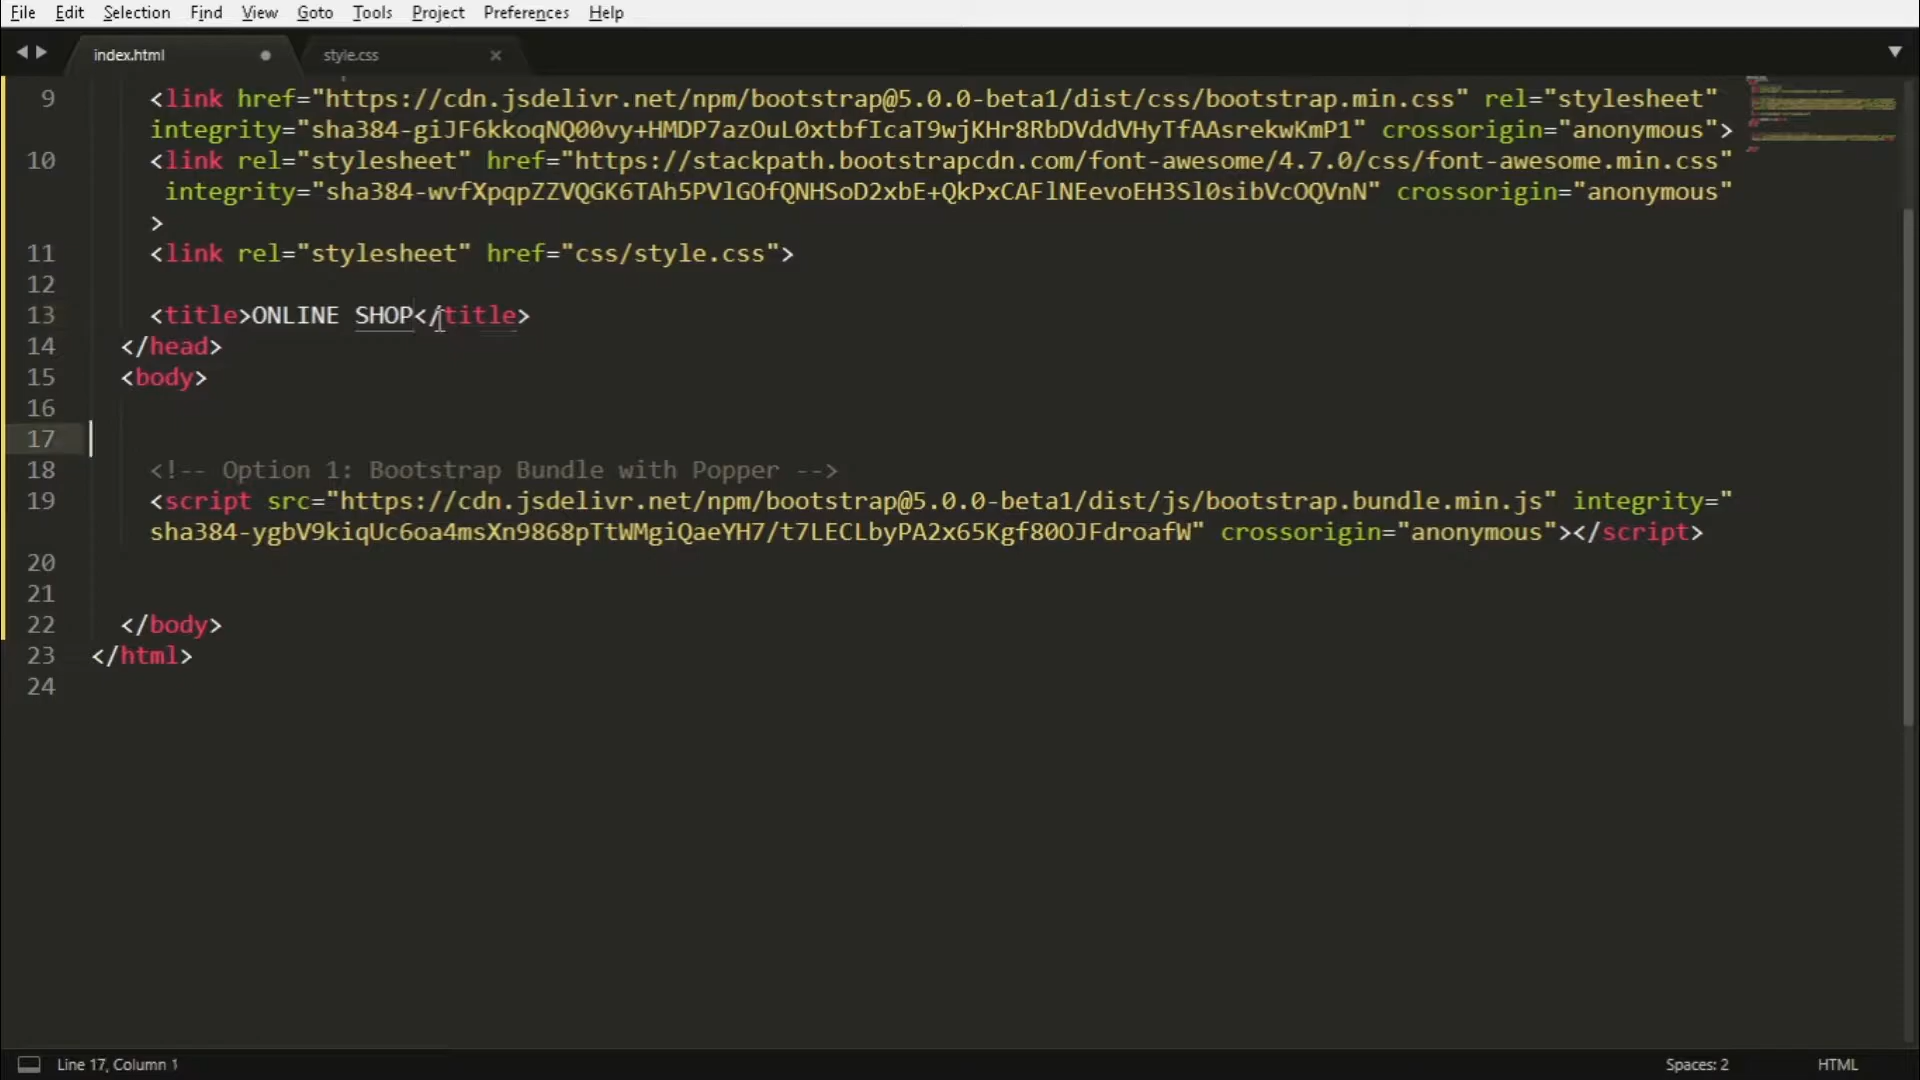 File Edit Selection Find View Goto Tools Project Preferences Help
index.html style.css
9 <link href="https://cdn.jsdelivr.net/npm/bootstrap@5.0.0-beta1/dist/css/bootstrap.min.css" rel="stylesheet"
integrity="sha384-giJF6kkoqNQ00vy+HMDP7azOuL0xtbfIcaT9wjKHr8RbDVddVHyTfAAsrekwKmP1" crossorigin="anonymous">
10 <link rel="stylesheet" href="https://stackpath.bootstrapcdn.com/font-awesome/4.7.0/css/font-awesome.min.css"
integrity="sha384-wvfXpqpZZVQGK6TAh5PVlGOfQNHSoD2xbE+QkPxCAFlNEevoEH3Sl0sibVcOQVnN" crossorigin="anonymous"
>
11 <link rel="stylesheet" href="css/style.css">
12
13 <title>ONLINE SHOP</title>
14 </head>
15 <body>
16
17
18 <!-- Option 1: Bootstrap Bundle with Popper -->
19 <script src="https://cdn.jsdelivr.net/npm/bootstrap@5.0.0-beta1/dist/js/bootstrap.bundle.min.js" integrity="
sha384-ygbV9kiqUc6oa4msXn9868pTtWMgiQaeYH7/t7LECLbyPA2x65Kgf80OJFdroafW" crossorigin="anonymous"></script>
20
21
22 </body>
23 </html>
24
Line 17, Column 1 Spaces: 2 HTML